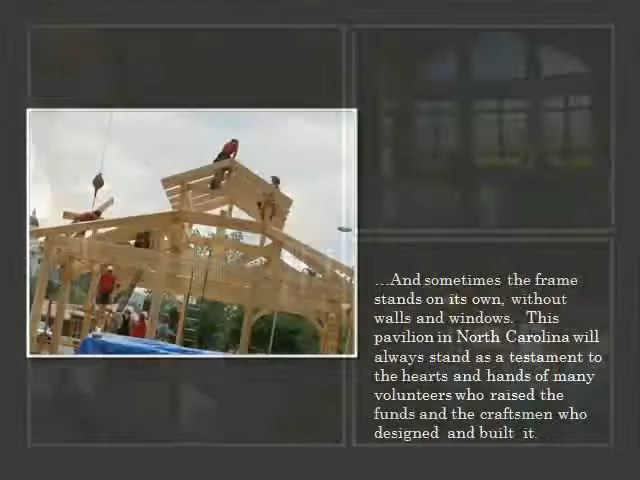 ...And sometimes the frame
stands on its own, without
walls and windows. This
pavilion in North Carolina will
always stand as a testament to
the hearts and hands of many
volunteers who raised the
funds and the craftsmen who
designed and built it.